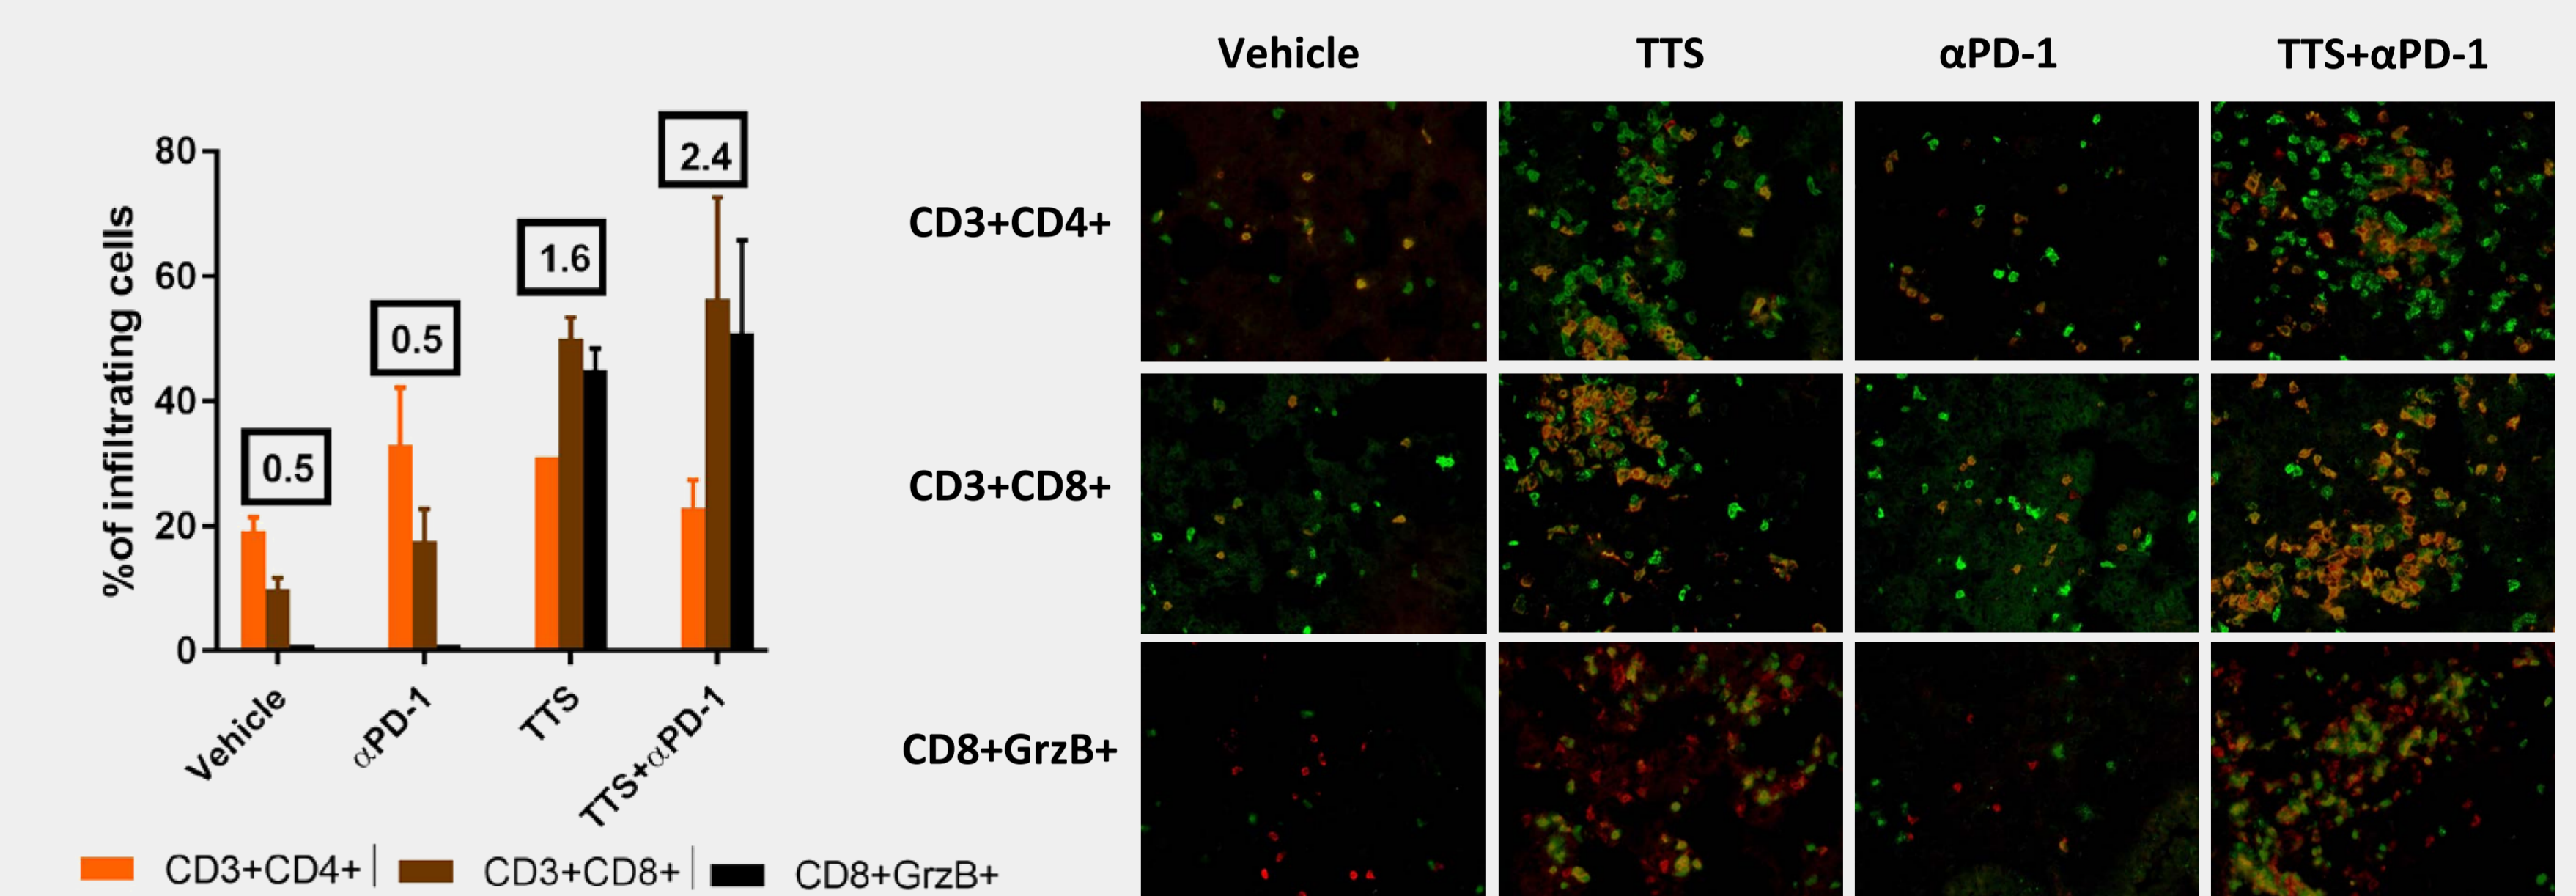 %of infiltrating cells
80
60
40
20
0
0.5
0.5
1.6
2.4
Vehicle
αPD-1
TTS
TTS+αPD-1
CD3+CD4+ | CD3+CD8+ | CD8+GrzB+
Vehicle TTS αPD-1 TTS+αPD-1
CD3+CD4+
CD3+CD8+
CD8+GrzB+